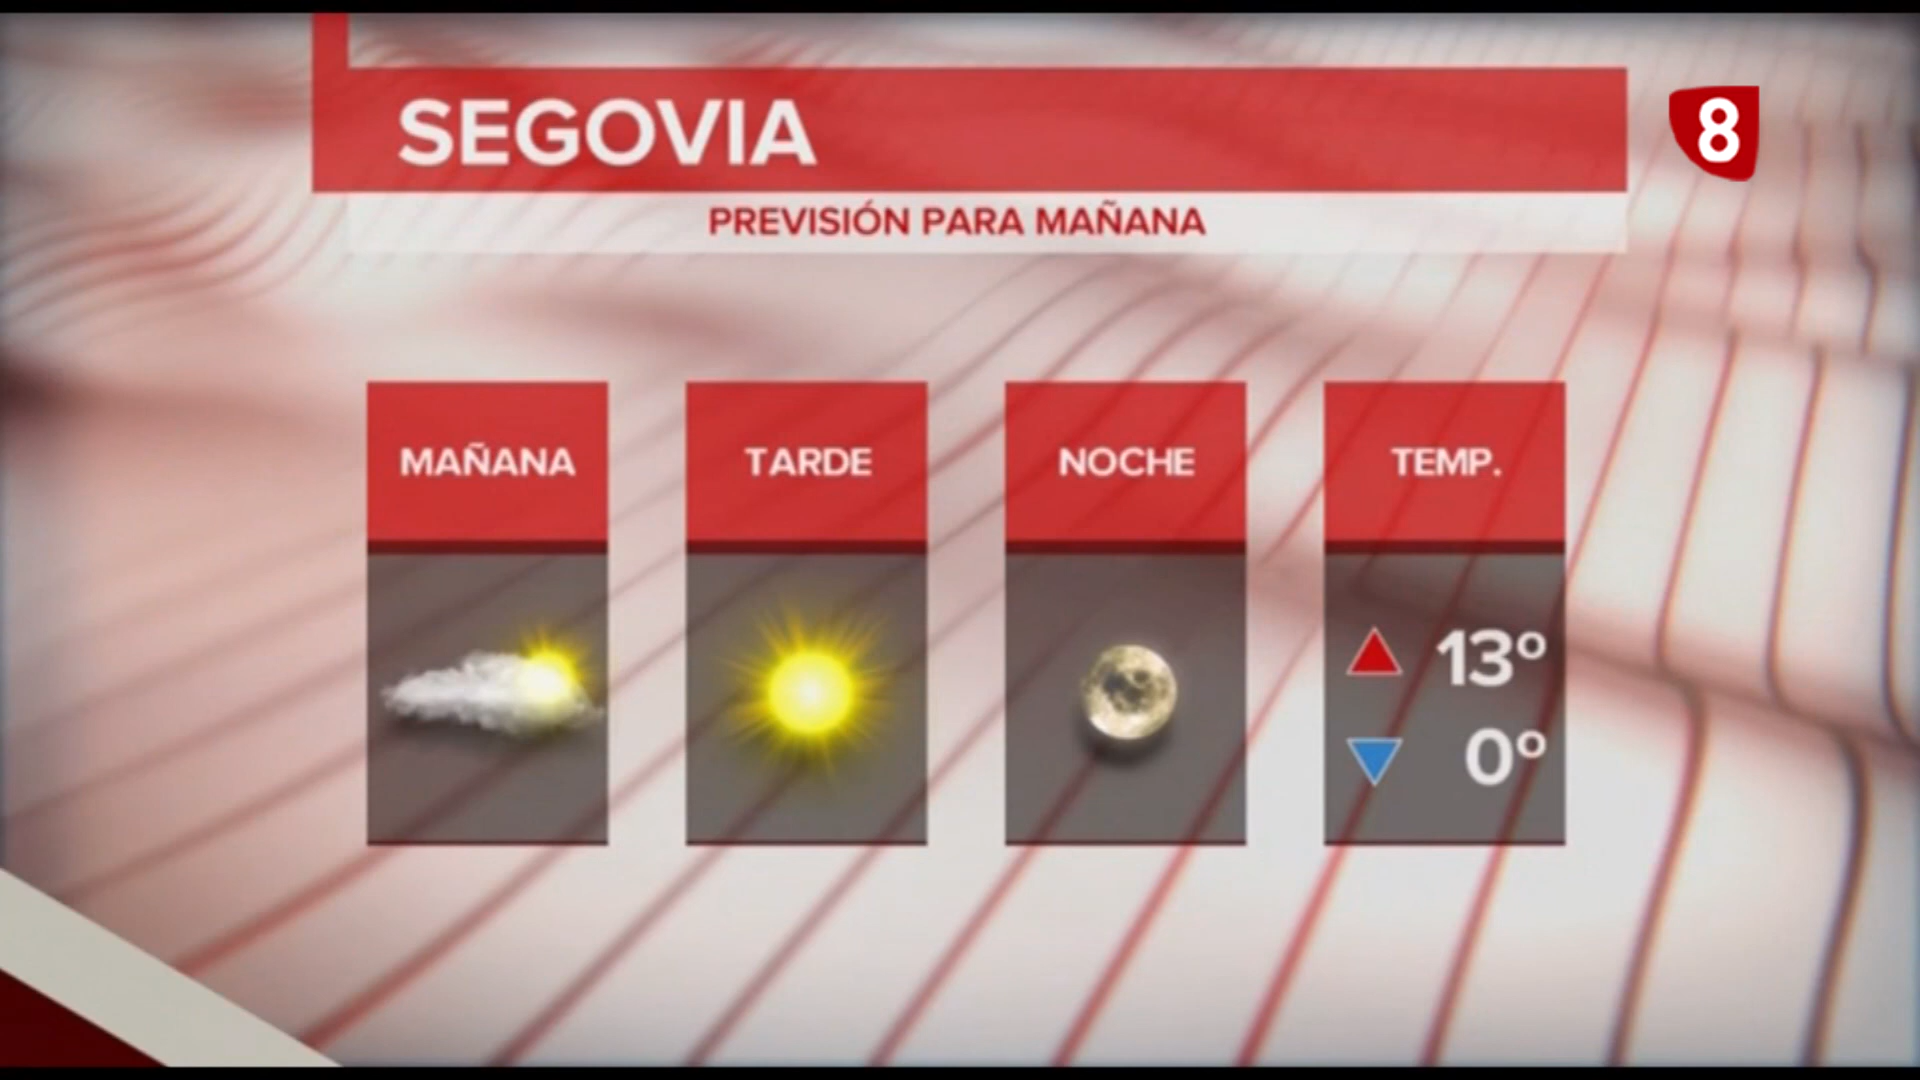 SEGOVIA
8
PREVISIÓN PARA MAÑANA
MAÑANA
TARDE
NOCHE
TEMP.
13º
0º